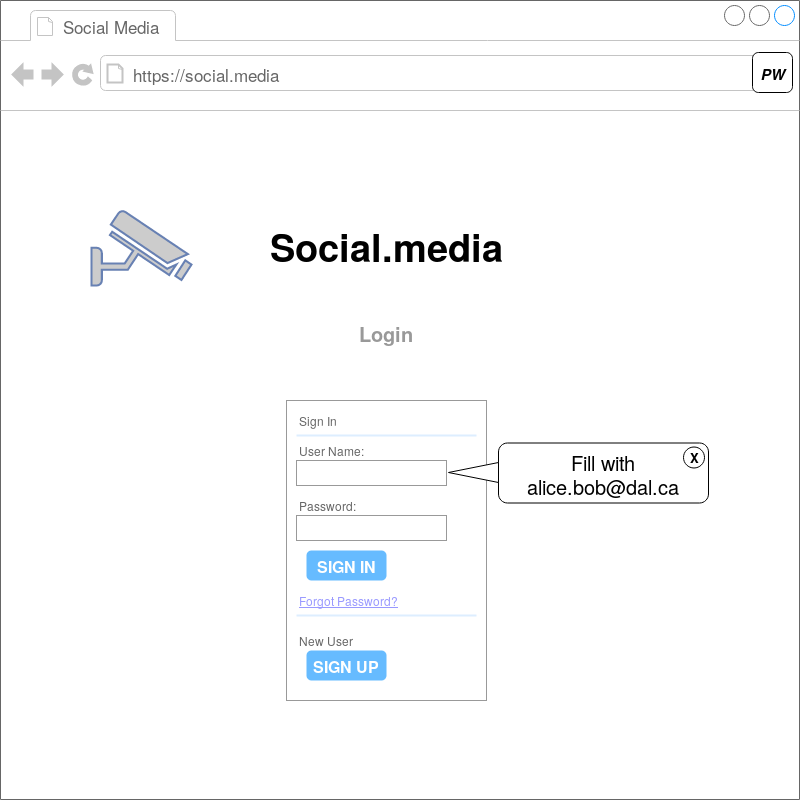 Social Media
https://social.media
PW
Social.media
Login
Sign In
User Name:
Fill with
X
alice.bob@dal.ca
Password:
SIGN IN
Forgot Password?
New User
SIGN UP